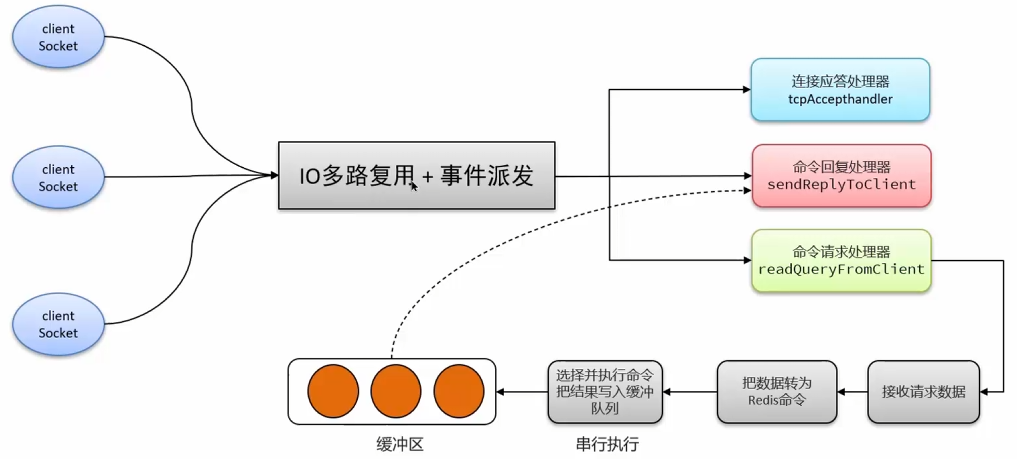 client
Socket
client
Socket
client
Socket
IO多路复用 + 事件派发
连接应答处理器
tcpAccepthandler
命令回复处理器
sendReplyToClient
命令请求处理器
readQueryFromClient
接收请求数据
把数据转为
Redis命令
选择并执行命令
把结果写入缓冲
队列
串行执行
缓冲区